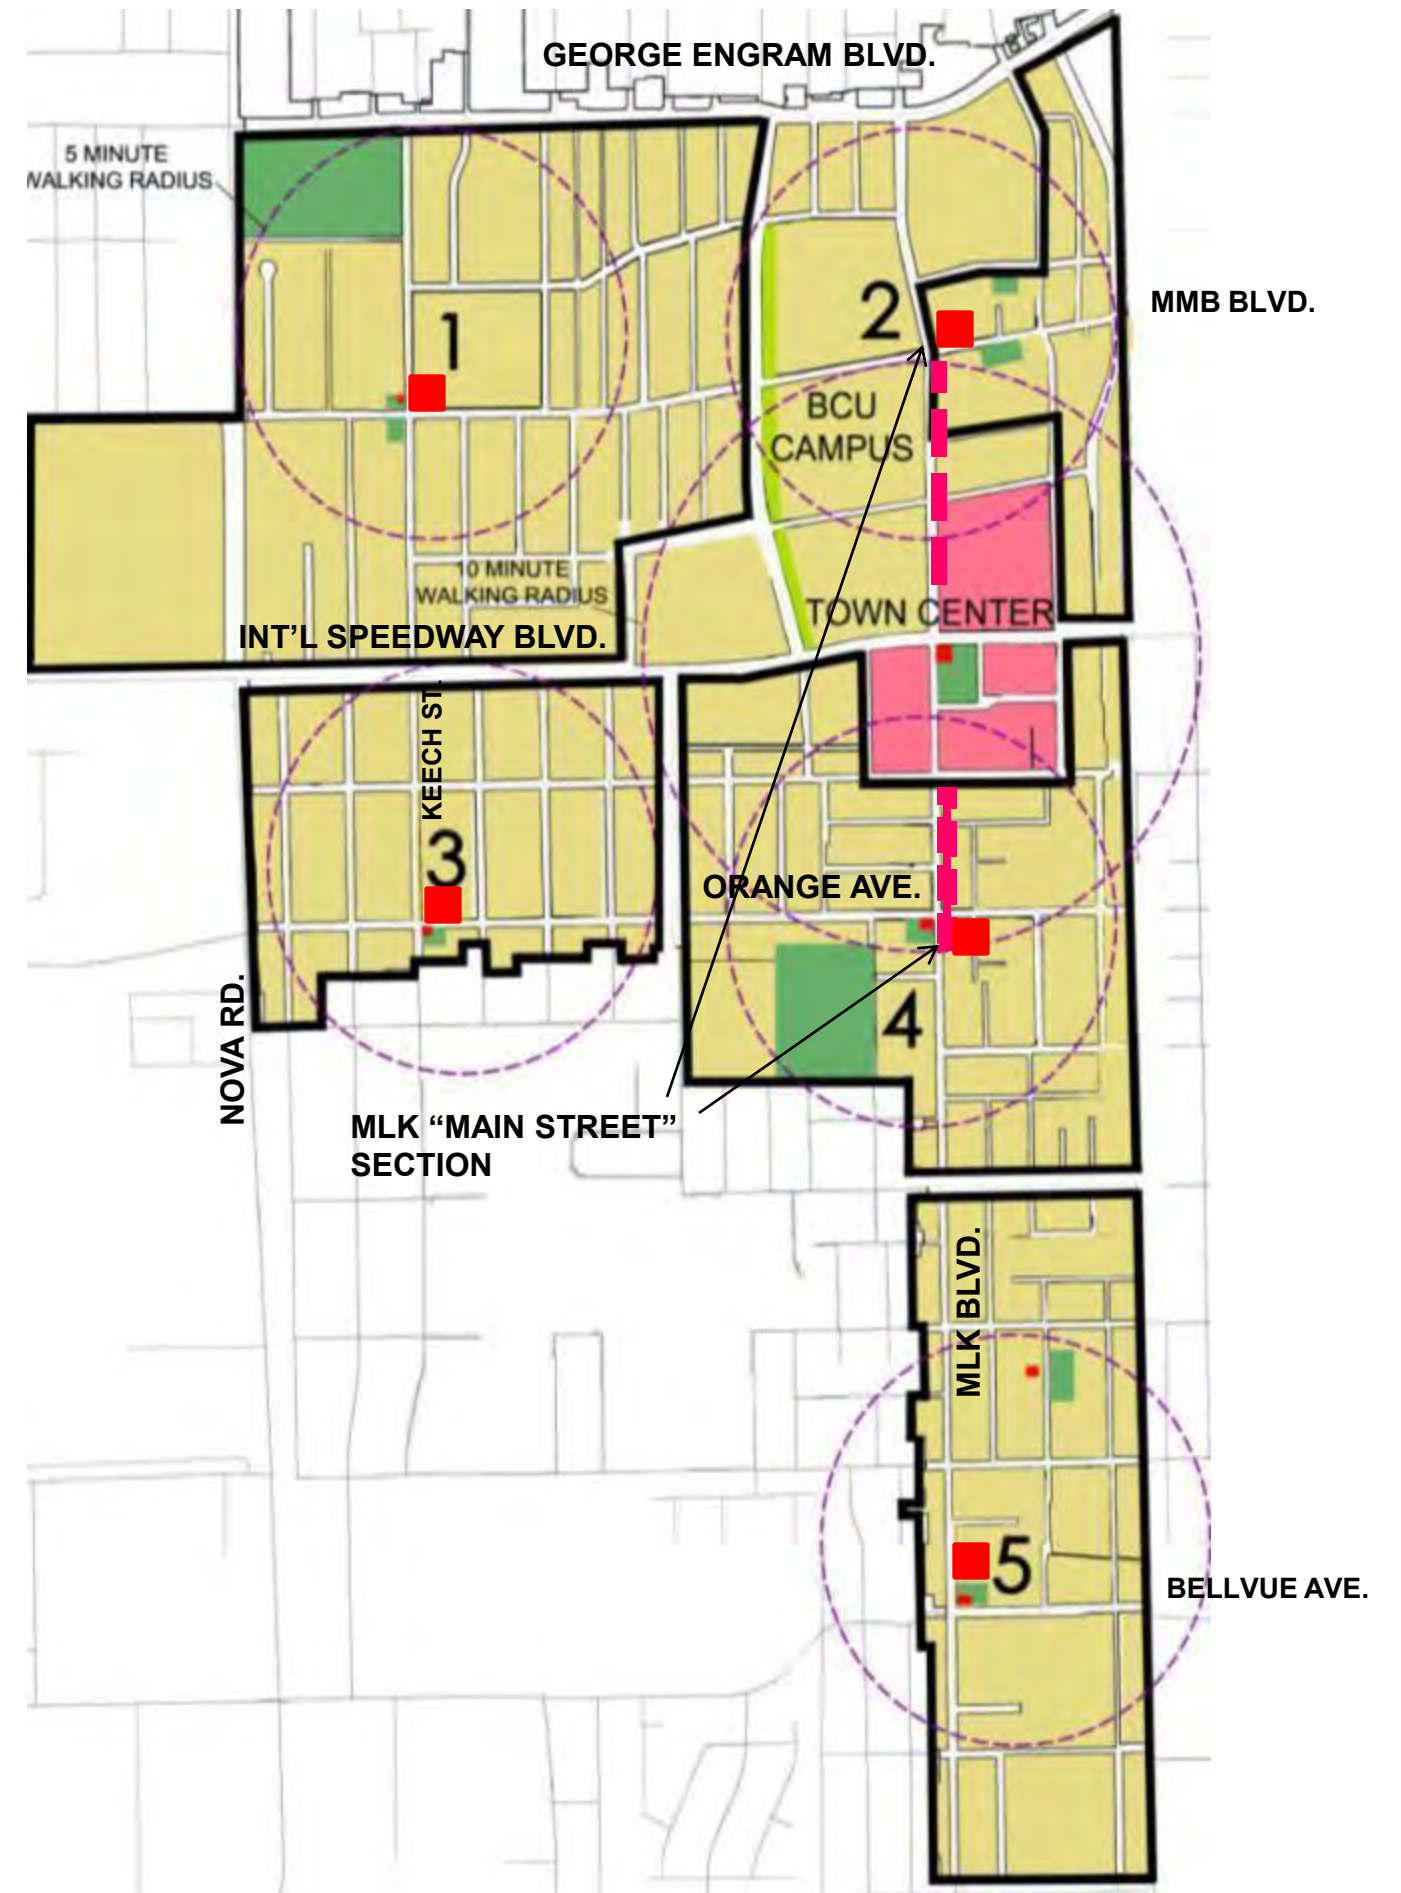 GEORGE ENGRAM BLVD.
5 MINUTE
WALKING RADIUS
1
2
MMB BLVD.
BCU
CAMPUS
10 MINUTE
WALKING RADIUS
TOWN CENTER
INT'L SPEEDWAY BLVD.
KEECH ST.
3
ORANGE AVE.
NOVA RD.
4
MLK “MAIN STREET”
SECTION
MLK BLVD.
5
BELLVUE AVE.